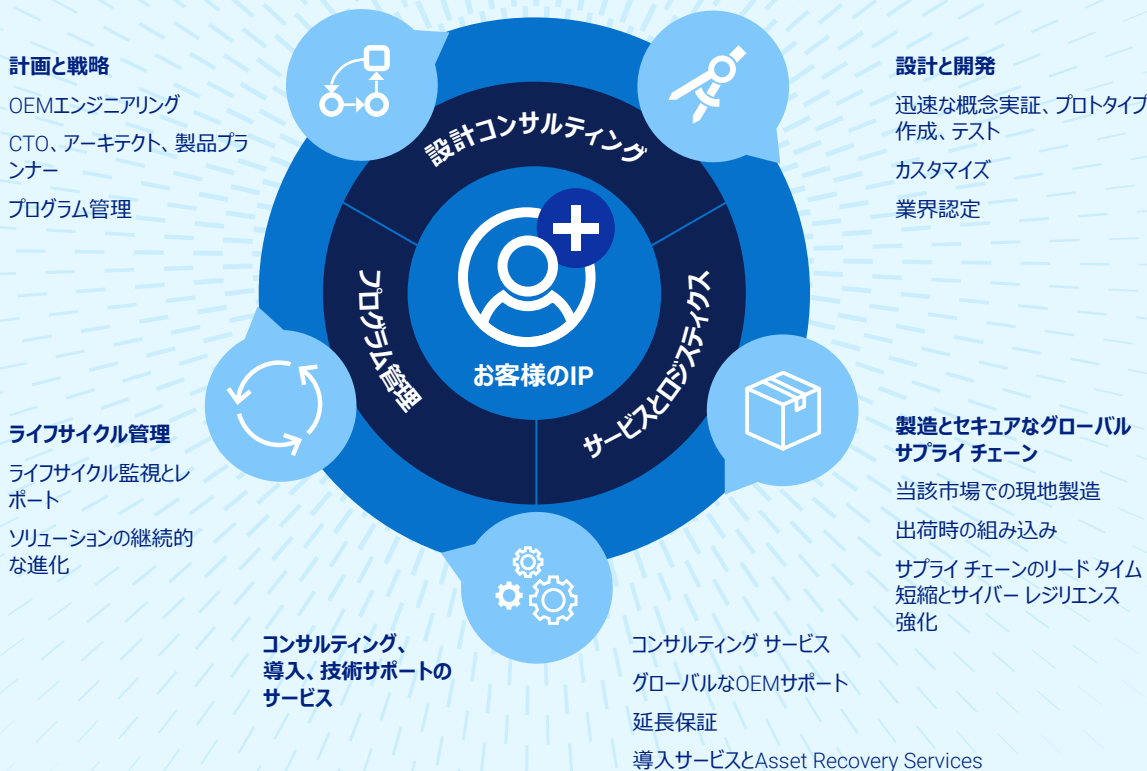 計画と戦略
OEMエンジニアリング
CTO、アーキテクト、製品プラ
ンナー
プログラム管理
設計コンサルティング
プログラム管理
サービスとロジスティクス
お客様のIP
設計と開発
迅速な概念実証、プロトタイプ
作成、テスト
カスタマイズ
業界認定
ライフサイクル管理
ライフサイクル監視とレ
ポート
ソリューションの継続的
な進化
製造とセキュアなグローバル
サプライ チェーン
当該市場での現地製造
出荷時の組み込み
サプライ チェーンのリード タイム
短縮とサイバー レジリエンス
強化
コンサルティング、
導入、技術サポートの
サービス
コンサルティング サービス
グローバルなOEMサポート
延長保証
導入サービスとAsset Recovery Services